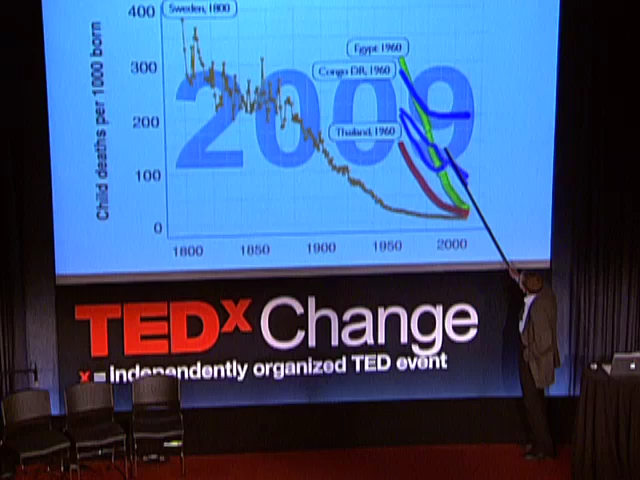 400
Sweden, 1800
Egypt 1960
300
Congo DR, 1960
2009
200
Thailand, 1960
100
0
Child deaths per 1000 born
1800 1850 1900 1950 2000
TEDx Change
x = independently organized TED event